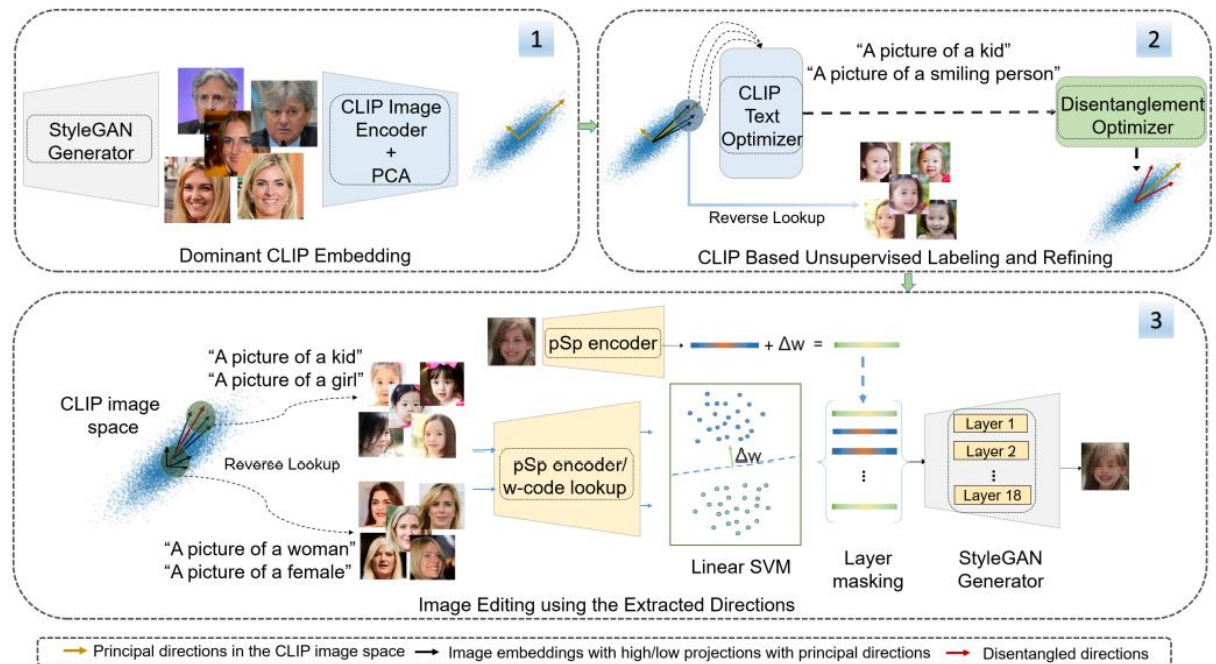 1
StyleGAN
Generator
CLIP Image
Encoder
+
PCA
Dominant CLIP Embedding
2
CLIP
Text
Optimizer
“A picture of a kid”
“A picture of a smiling person”
Disentanglement
Optimizer
Reverse Lookup
CLIP Based Unsupervised Labeling and Refining
3
pSp encoder
+ Δw =
“A picture of a kid”
“A picture of a girl”
CLIP image
space
Reverse Lookup
“A picture of a woman”
“A picture of a female”
pSp encoder/
w-code lookup
Δw
Linear SVM
Layer
masking
Layer 1
Layer 2
⋮
Layer 18
StyleGAN
Generator
Image Editing using the Extracted Directions
Principal directions in the CLIP image space
Image embeddings with high/low projections with principal directions
Disentangled directions